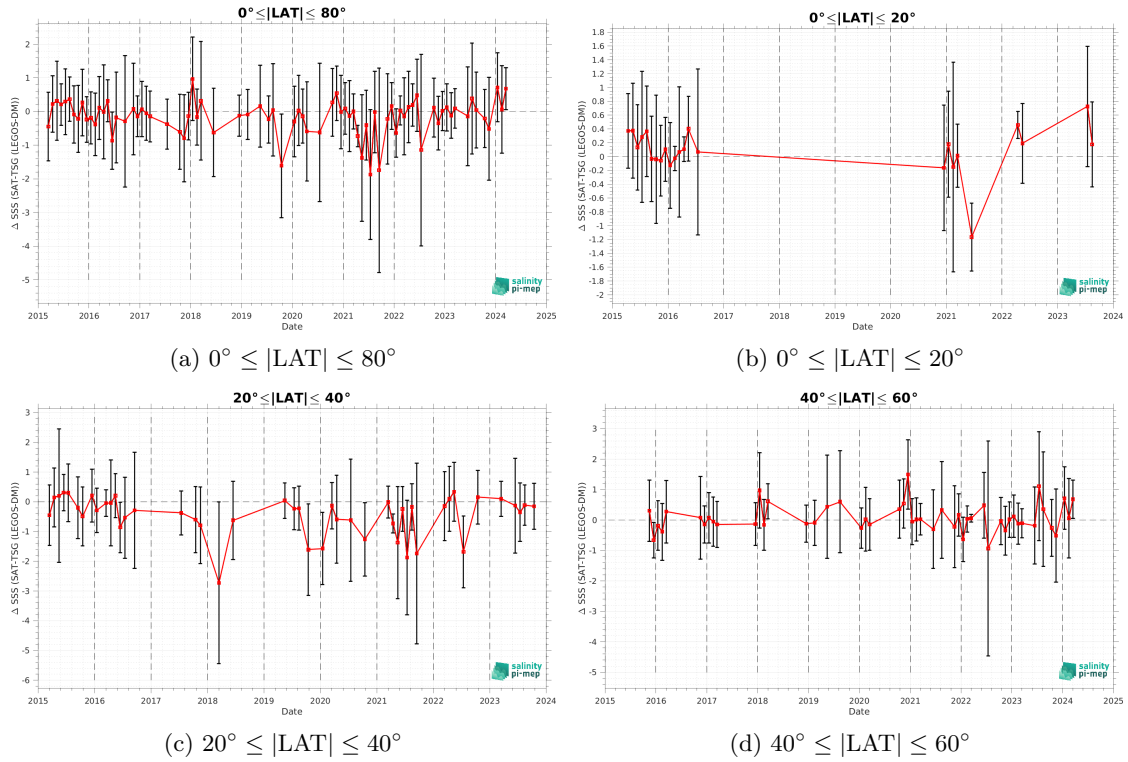 0°≤|LAT|≤ 80°
Δ SSS (SAT-TSG (LEGOS-DM))
2
1
0
-1
-2
-3
-4
-5
2015 2016 2017 2018 2019 2020 2021 2022 2023 2024 2025
Date
salinity
pi-mep
(a) 0° ≤ |LAT| ≤ 80°
0°≤|LAT|≤ 20°
Δ SSS (SAT-TSG (LEGOS-DM))
1.8
1.6
1.4
1.2
1
0.8
0.6
0.4
0.2
0
-0.2
-0.4
-0.6
-0.8
-1
-1.2
-1.4
-1.6
-1.8
-2
2015 2016 2017 2018 2019 2020 2021 2022 2023 2024
Date
salinity
pi-mep
(b) 0° ≤ |LAT| ≤ 20°
20°≤|LAT|≤ 40°
Δ SSS (SAT-TSG (LEGOS-DM))
3
2
1
0
-1
-2
-3
-4
-5
-6
2015 2016 2017 2018 2019 2020 2021 2022 2023 2024
Date
salinity
pi-mep
(c) 20° ≤ |LAT| ≤ 40°
40°≤|LAT|≤ 60°
Δ SSS (SAT-TSG (LEGOS-DM))
3
2
1
0
-1
-2
-3
-4
-5
2015 2016 2017 2018 2019 2020 2021 2022 2023 2024 2025
Date
salinity
pi-mep
(d) 40° ≤ |LAT| ≤ 60°